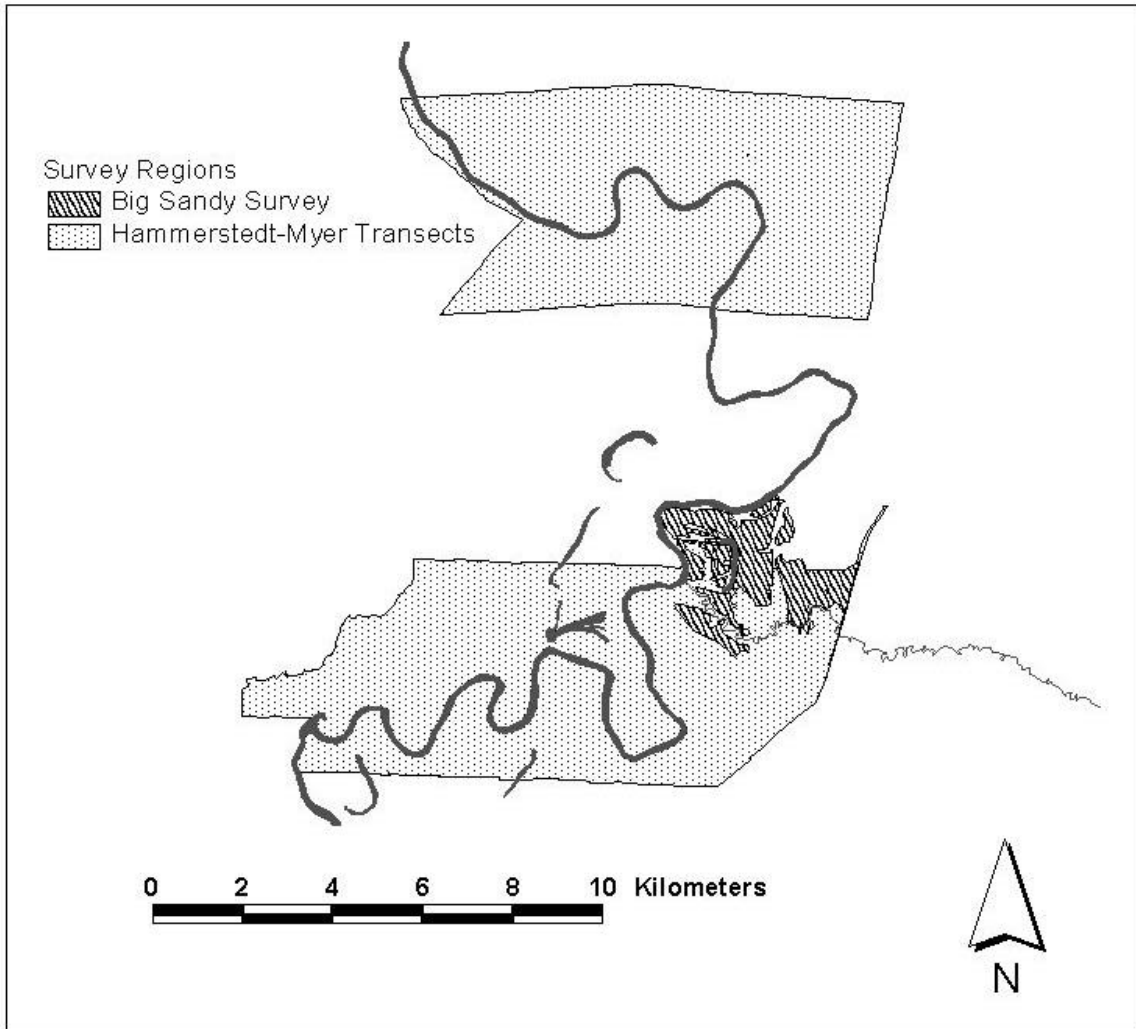 Survey Regions
Big Sandy Survey
Hammerstedt-Myer Transects
0 2 4 6 8 10 Kilometers
N